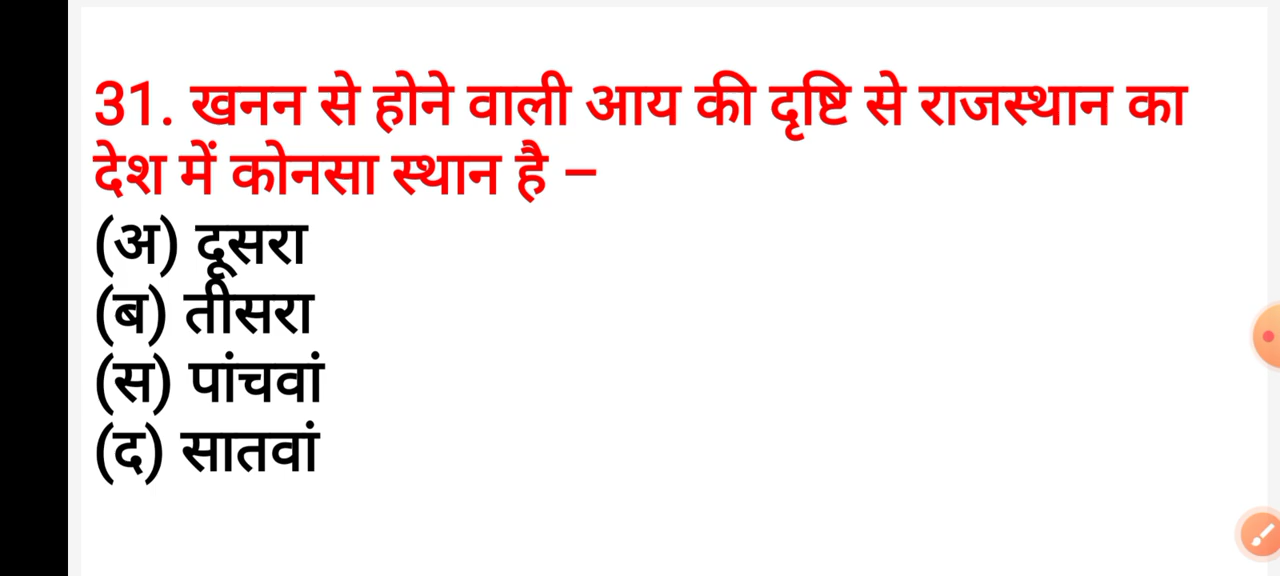 31. खनन से होने वाली आय की दृष्टि से राजस्थान का
देश में कोनसा स्थान है –
(अ) दूसरा
(ब) तीसरा
(स) पांचवां
(द) सातवां